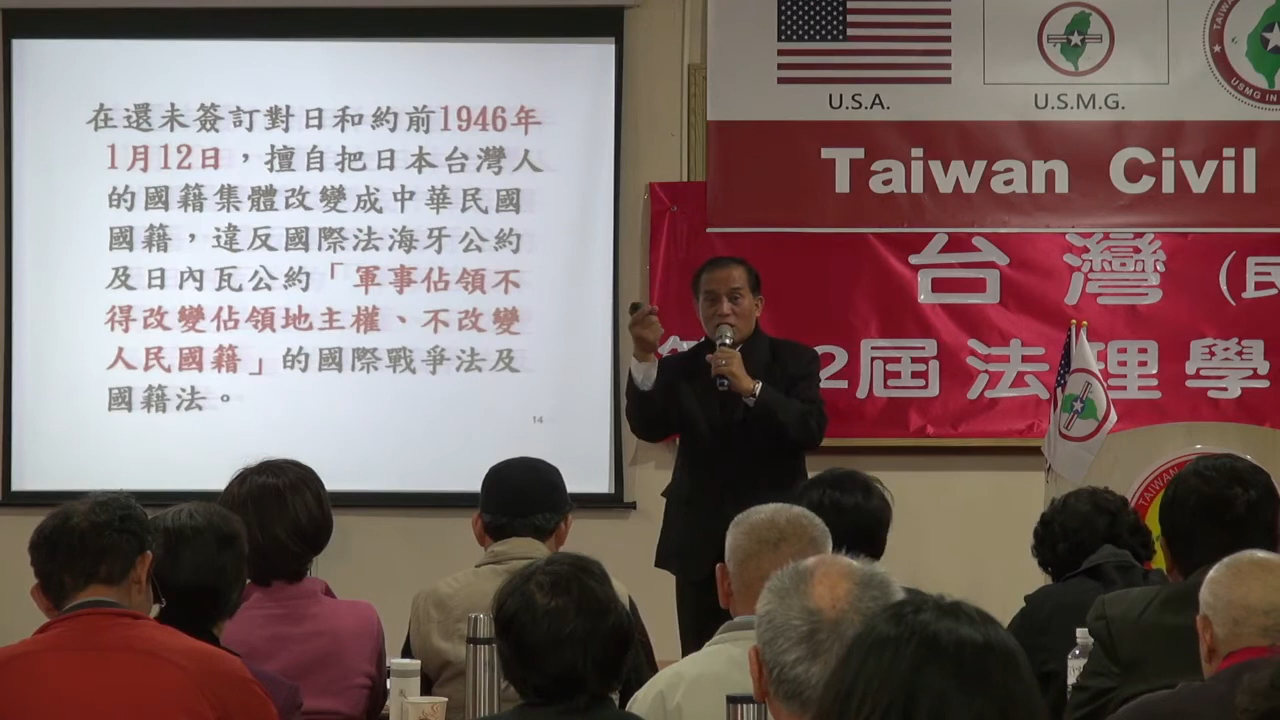 在還未簽訂對日和約前1946年
1月12日，擅自把日本台灣人
的國籍集體改變成中華民國
國籍，違反國際法海牙公約
及日內瓦公約「軍事佔領不
得改變佔領地主權、不改變
人民國籍」的國際戰爭法及
國籍法。
14
U.S.A.
U.S.M.G.
Taiwan Civil
台灣（民
2屆法理學
TAIWAN